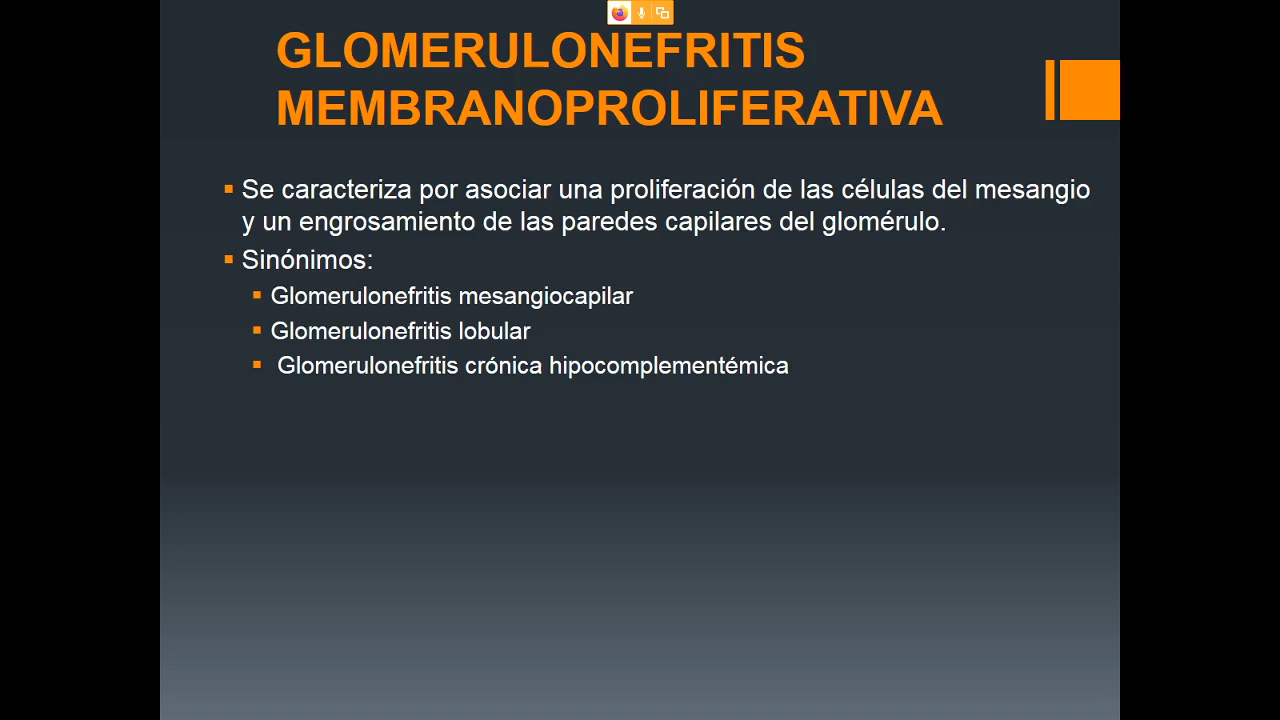 GLOMERULONEFRITIS
MEMBRANOPROLIFERATIVA
Se caracteriza por asociar una proliferación de las células del mesangio
y un engrosamiento de las paredes capilares del glomérulo.
Sinónimos:
Glomerulonefritis mesangiocapilar
Glomerulonefritis lobular
Glomerulonefritis crónica hipocomplementémica